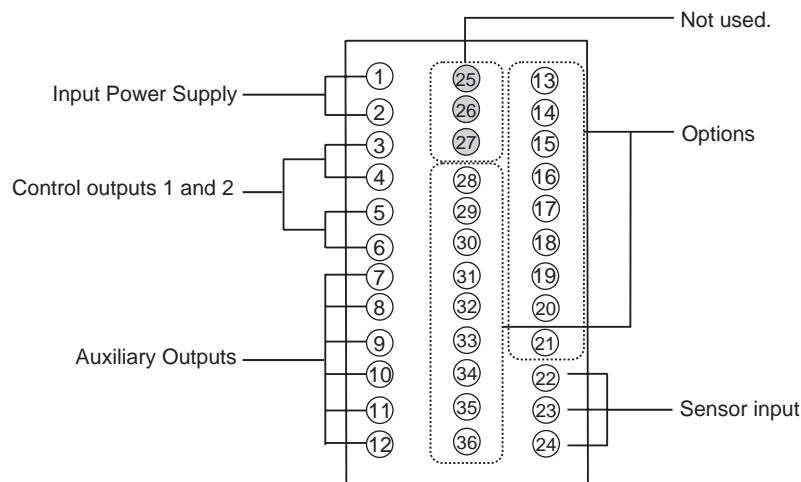 Not used.
1 25 13
Input Power Supply
2 26 14
3 27 15
Options
4 28 16
Control outputs 1 and 2
5 29 17
6 30 18
7 31 19
8 32 20
9 33 21
Auxiliary Outputs
10 34 22
11 35 23
Sensor input
12 36 24